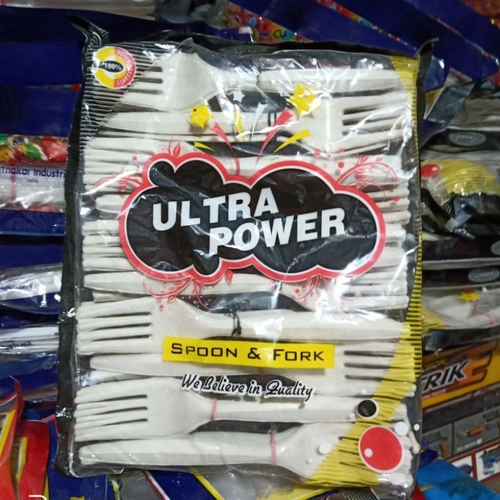 100%
ULTRA
POWER
SPOON & FORK
We Believe in Quality